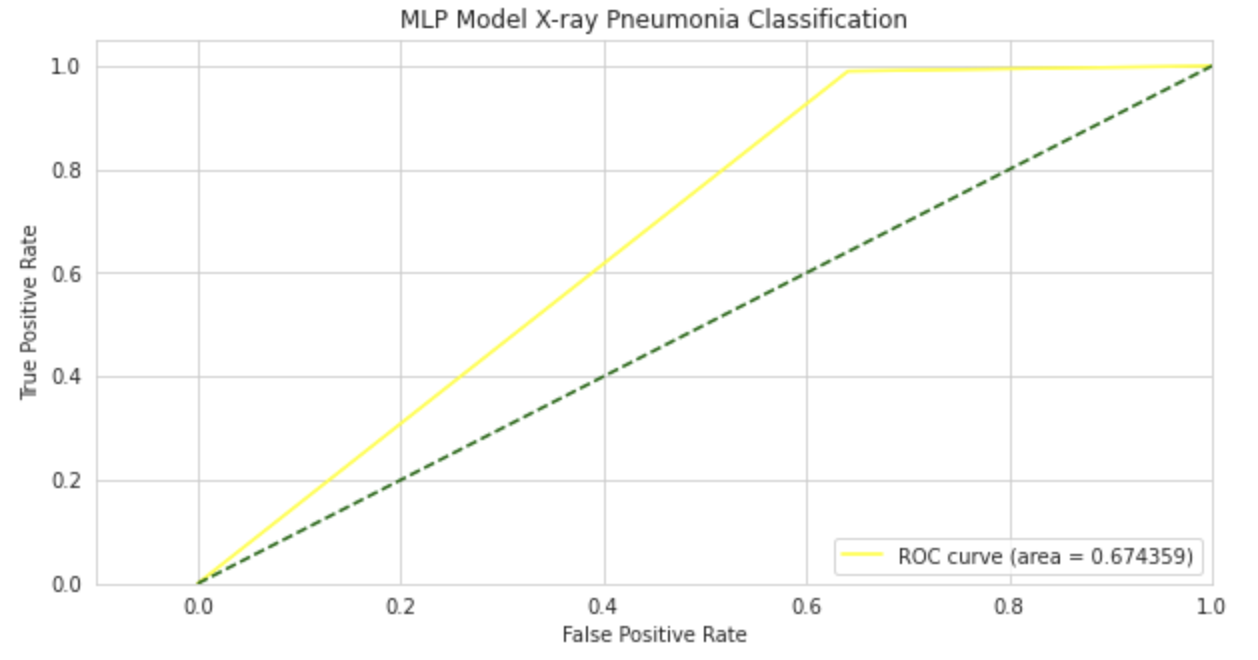 MLP Model X-ray Pneumonia Classification
1.0
0.8
0.6
0.4
0.2
0.0
True Positive Rate
ROC curve (area = 0.674359)
0.0 0.2 0.4 0.6 0.8 1.0
False Positive Rate